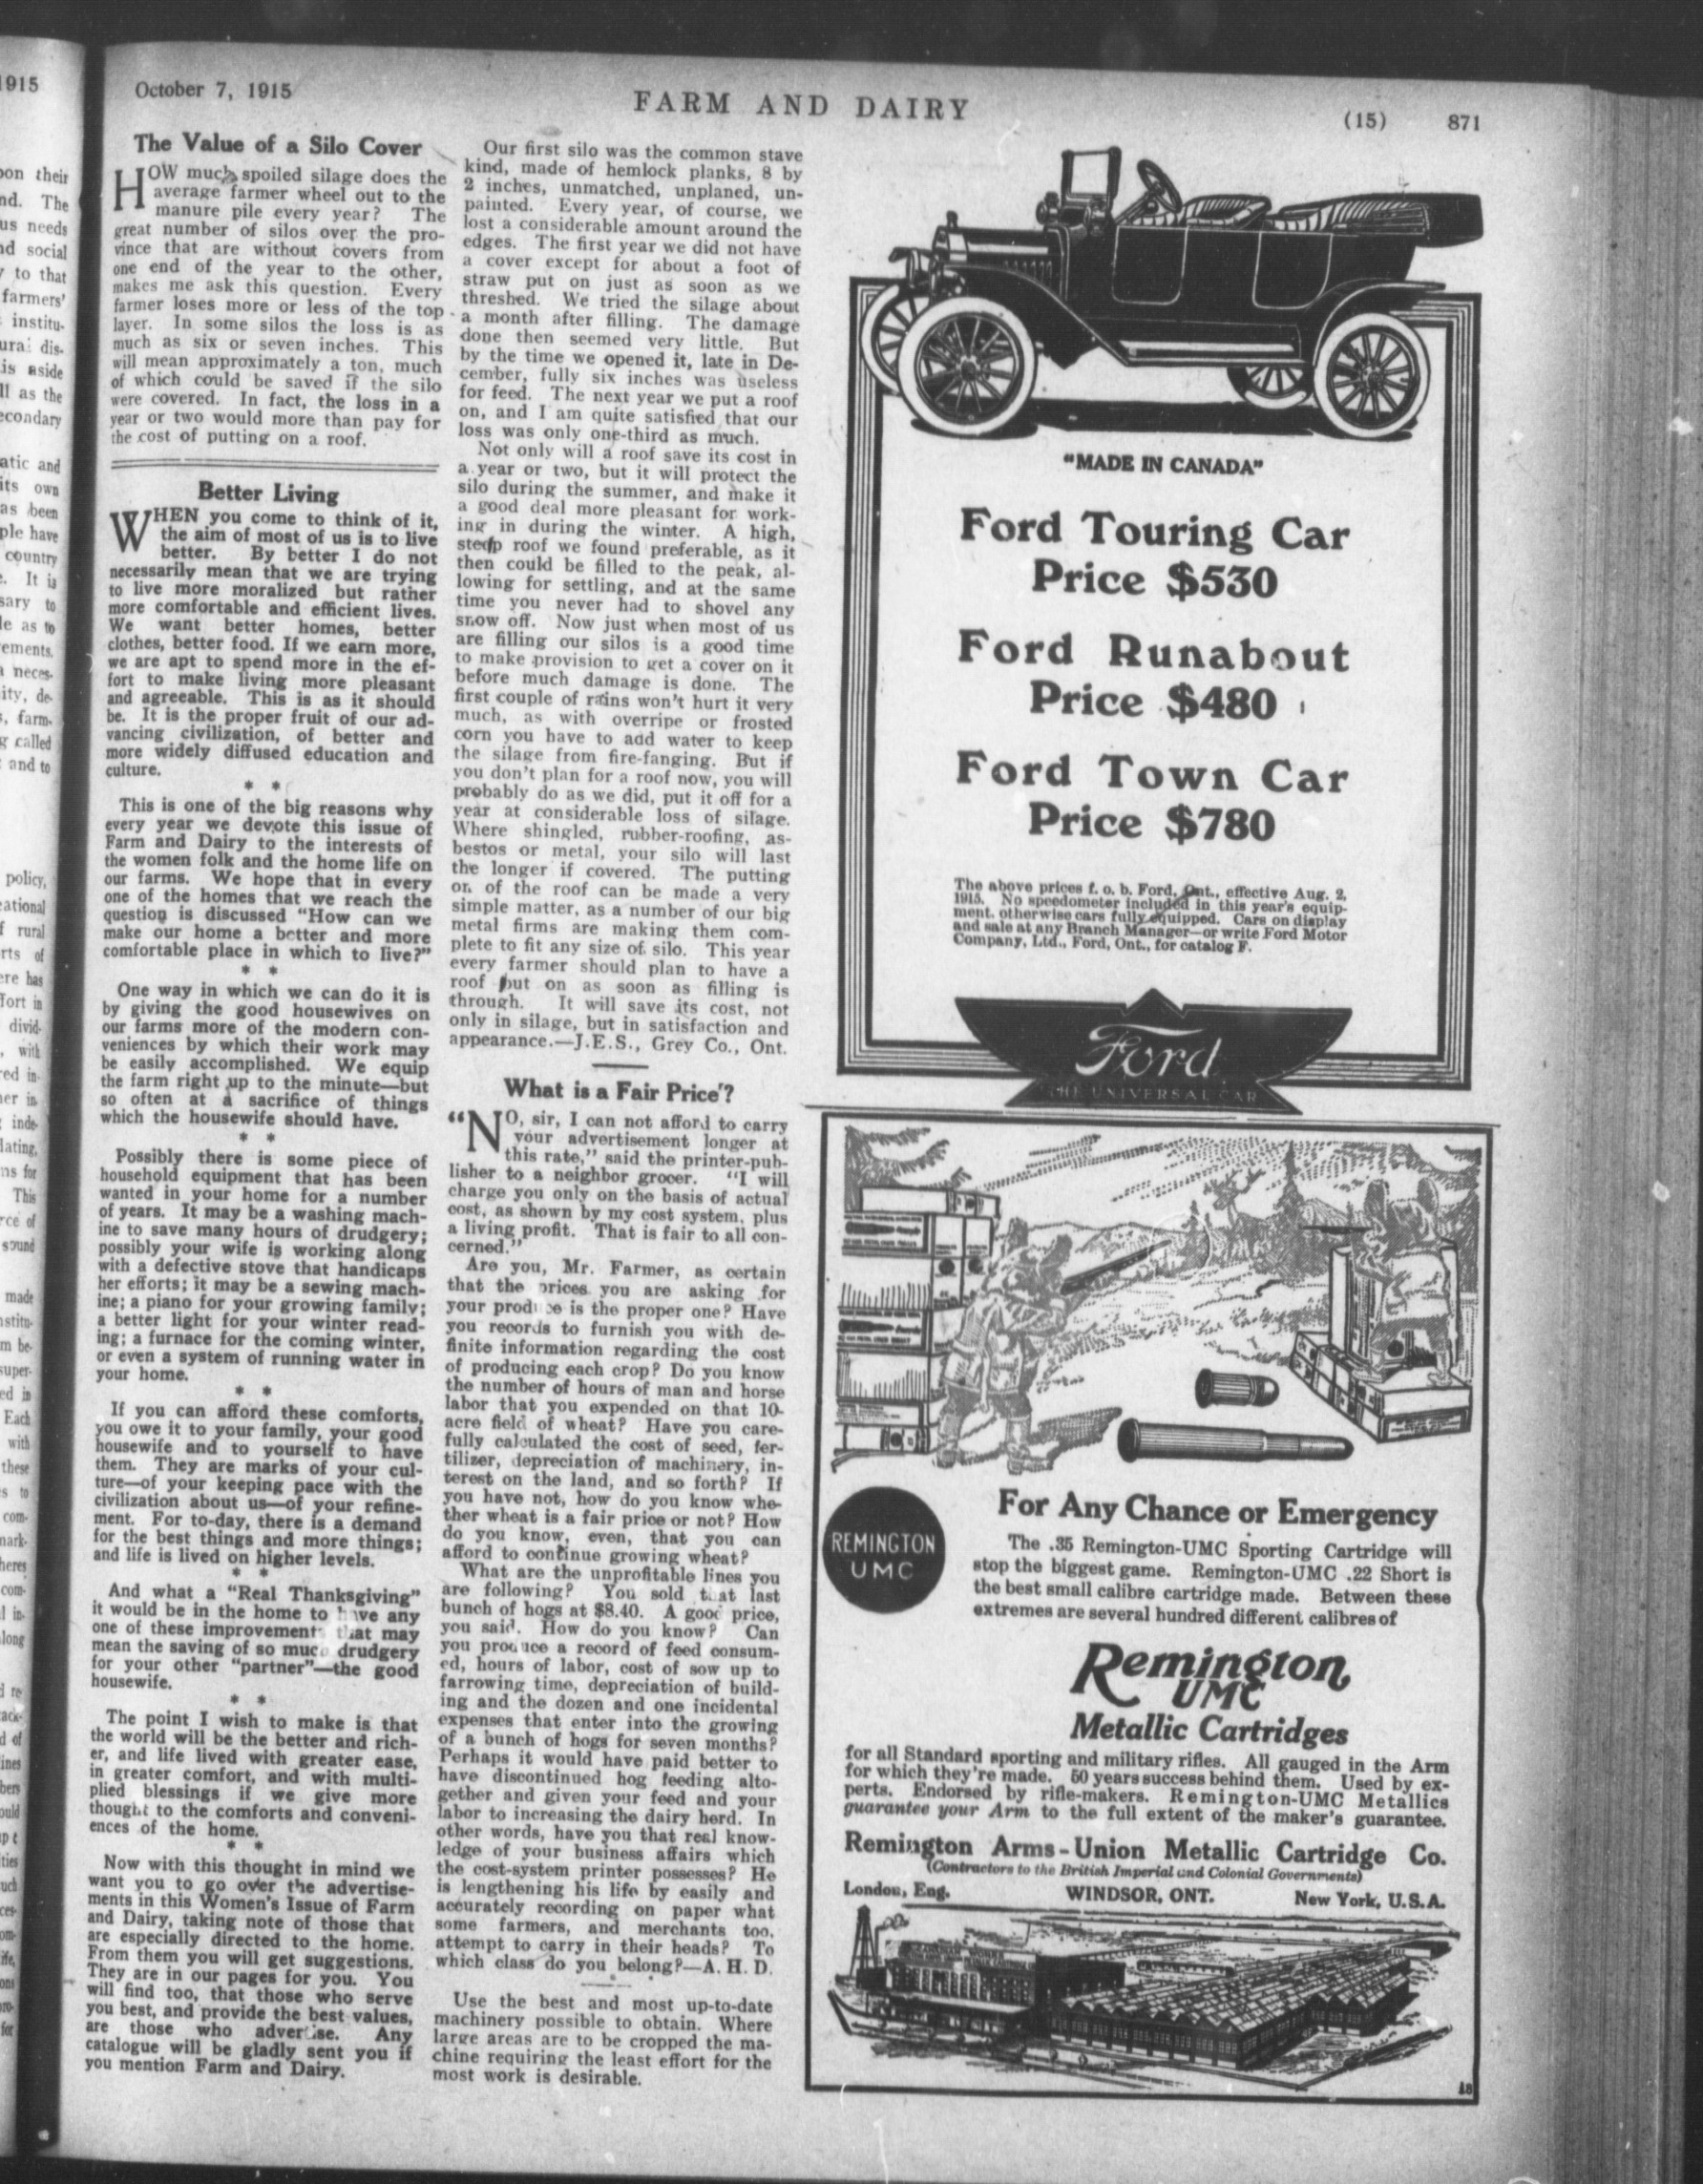 October 7, 1915
FARM AND DAIRY
(15) 871
The Value of a Silo Cover
HOW much spoiled silage does the
average farmer wheel out to the
manure pile every year? The
great number of silos over the pro-
vince that are without covers from
one end of the year to the other,
makes me ask this question. Every
farmer loses more or less of the top
layer. In some silos the loss is as
much as six or seven inches. This
will mean approximately a ton, much
of which could be saved if the silo
were covered. In fact, the loss in a
year or two would more than pay for
the cost of putting on a roof.
Our first silo was the common stave
kind, made of hemlock planks, 8 by
2 inches, unmatched, unplaned, un-
painted. Every year, of course, we
lost a considerable amount around the
edges. The first year we did not have
a cover except for about a foot of
straw put on just as soon as we
threshed. We tried the silage about
a month after filling. The damage
done then seemed very little. But
by the time we opened it, late in De-
cember, fully six inches was useless
for feed. The next year we put a roof
on, and I am quite satisfied that our
loss was only one-third as much.
Not only will a roof save its cost in
a year or two, but it will protect the
silo during the summer, and make it
a good deal more pleasant for work-
ing in during the winter. A high,
steep roof we found preferable, as it
then could be filled to the peak, al-
lowing for settling, and at the same
time you never had to shovel any
snow off. Now just when most of us
are filling our silos is a good time
to make provision to get a cover on it
before much damage is done. The
first couple of rains won't hurt it very
much, as with overripe or frosted
corn you have to add water to keep
the silage from fire-fanging. But if
you don't plan for a roof now, you will
probably do as we did, put it off for a
year at considerable loss of silage.
Where shingled, rubber-roofing, as-
bestos or metal, your silo will last
the longer if covered. The putting
on of the roof can be made a very
simple matter, as a number of our big
metal firms are making them com-
plete to fit any size of silo. This year
every farmer should plan to have a
roof put on as soon as filling is
through. It will save its cost, not
only in silage, but in satisfaction and
appearance.—J.E.S., Grey Co., Ont.
Better Living
WHEN you come to think of it,
the aim of most of us is to live
better. By better I do not
necessarily mean that we are trying
to live more moralized but rather
more comfortable and efficient lives.
We want better homes, better
clothes, better food. If we earn more,
we are apt to spend more in the ef-
fort to make living more pleasant
and agreeable. This is as it should
be. It is the proper fruit of our ad-
vancing civilization, of better and
more widely diffused education and
culture.
* *
This is one of the big reasons why
every year we devote this issue of
Farm and Dairy to the interests of
the women folk and the home life on
our farms. We hope that in every
one of the homes that we reach the
question is discussed "How can we
make our home a better and more
comfortable place in which to live?"
* *
One way in which we can do it is
by giving the good housewives on
our farms more of the modern con-
veniences by which their work may
be easily accomplished. We equip
the farm right up to the minute—but
so often at a sacrifice of things
which the housewife should have.
* *
Possibly there is some piece of
household equipment that has been
wanted in your home for a number
of years. It may be a washing mach-
ine to save many hours of drudgery;
possibly your wife is working along
with a defective stove that handicaps
her efforts; it may be a sewing mach-
ine; a piano for your growing family;
a better light for your winter read-
ing; a furnace for the coming winter,
or even a system of running water in
your home.
* *
If you can afford these comforts,
you owe it to your family, your good
housewife and to yourself to have
them. They are marks of your cul-
ture—of your keeping pace with the
civilization about us—of your refine-
ment. For to-day, there is a demand
for the best things and more things;
and life is lived on higher levels.
* *
And what a "Real Thanksgiving"
it would be in the home to have any
one of these improvements that may
mean the saving of so much drudgery
for your other "partner"—the good
housewife.
* *
The point I wish to make is that
the world will be the better and rich-
er, and life lived with greater ease,
in greater comfort, and with multi-
plied blessings if we give more
thought to the comforts and conveni-
ences of the home.
* *
Now with this thought in mind we
want you to go over the advertise-
ments in this Women's Issue of Farm
and Dairy, taking note of those that
are especially directed to the home.
From them you will get suggestions.
They are in our pages for you. You
will find too, that those who serve
you best, and provide the best values,
are those who advertise. Any
catalogue will be gladly sent you if
you mention Farm and Dairy.
What is a Fair Price?
"NO, sir, I can not afford to carry
your advertisement longer at
this rate," said the printer-pub-
lisher to a neighbor grocer. "I will
charge you only on the basis of actual
cost, as shown by my cost system, plus
a living profit. That is fair to all con-
cerned."
Are you, Mr. Farmer, as certain
that the prices you are asking for
your produce is the proper one? Have
you records to furnish you with de-
finite information regarding the cost
of producing each crop? Do you know
the number of hours of man and horse
labor that you expended on that 10-
acre field of wheat? Have you care-
fully calculated the cost of seed, fer-
tilizer, depreciation of machinery, in-
terest on the land, and so forth? If
you have not, how do you know whe-
ther wheat is a fair price or not? How
do you know, even, that you can
afford to continue growing wheat?
What are the unprofitable lines you
are following? You sold that last
bunch of hogs at $8.40. A good price,
you said. How do you know? Can
you produce a record of feed consum-
ed, hours of labor, cost of sow up to
farrowing time, depreciation of build-
ing and the dozen and one incidental
expenses that enter into the growing
of a bunch of hogs for seven months?
Perhaps it would have paid better to
have discontinued hog feeding alto-
gether and given your feed and your
labor to increasing the dairy herd. In
other words, have you that real know-
ledge of your business affairs which
the cost-system printer possesses? He
is lengthening his life by easily and
accurately recording on paper what
some farmers, and merchants too,
attempt to carry in their heads? To
which class do you belong?—A. H. D.
Use the best and most up-to-date
machinery possible to obtain. Where
large areas are to be cropped the ma-
chine requiring the least effort for the
most work is desirable.
"MADE IN CANADA"
Ford Touring Car
Price $530
Ford Runabout
Price $480
Ford Town Car
Price $780
The above prices f. o. b. Ford, Ont., effective Aug. 2,
1915. No speedometer included in this year's equip-
ment, otherwise cars fully equipped. Cars on display
and sale at any Branch Manager—or write Ford Motor
Company, Ltd., Ford, Ont., for catalog F.
Ford
THE UNIVERSAL CAR
REMINGTON
UMC
For Any Chance or Emergency
The .35 Remington-UMC Sporting Cartridge will
stop the biggest game. Remington-UMC .22 Short is
the best small calibre cartridge made. Between these
extremes are several hundred different calibres of
Remington
UMC
Metallic Cartridges
for all Standard sporting and military rifles. All gauged in the Arm
for which they're made. 50 years success behind them. Used by ex-
perts. Endorsed by rifle-makers. Remington-UMC Metallics
guarantee your Arm to the full extent of the maker's guarantee.
Remington Arms-Union Metallic Cartridge Co.
(Contractors to the British Imperial and Colonial Governments)
London, Eng. WINDSOR, ONT. New York, U.S.A.
18